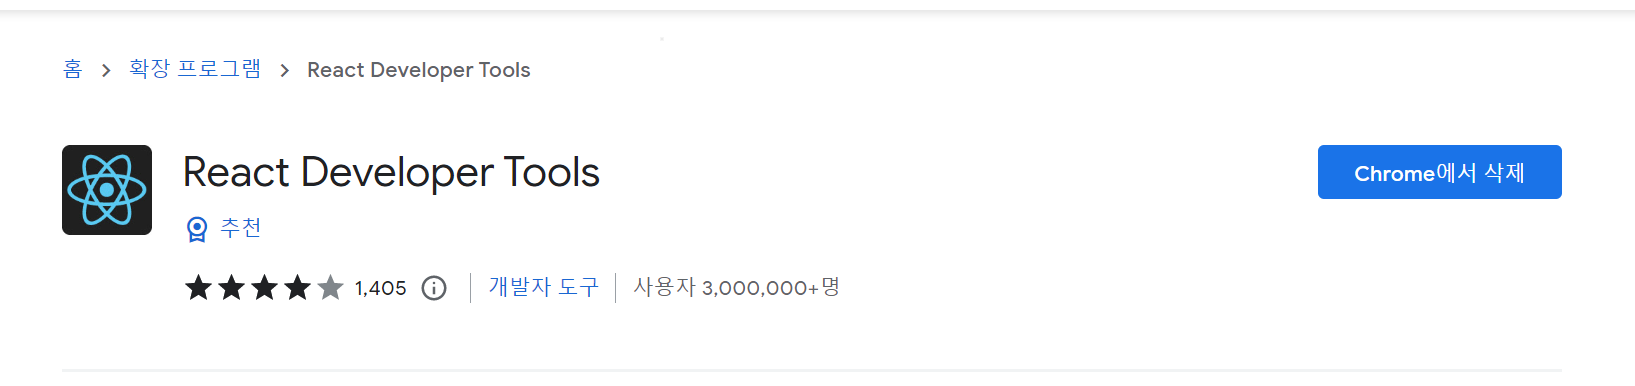 홈 > 확장 프로그램 > React Developer Tools
React Developer Tools
Chrome에서 삭제
추천
1,405 개발자 도구 사용자 3,000,000+명